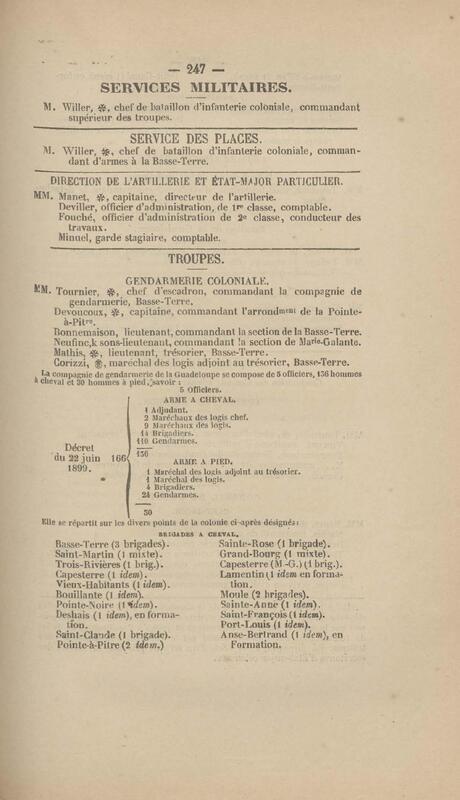 — 247 —
SERVICES MILITAIRES.
M. Willer, ✻, chef de bataillon d'infanterie coloniale, commandant
supérieur des troupes.
SERVICE DES PLACES.
M. Willer, ✻, chef de bataillon d'infanterie coloniale, comman-
dant d'armes à la Basse-Terre.
DIRECTION DE L'ARTILLERIE ET ÉTAT-MAJOR PARTICULIER.
MM. Manet, ✻, capitaine, directeur de l'artillerie.
Deviller, officier d'administration, de 1re classe, comptable.
Fouché, officier d'administration de 2e classe, conducteur des
travaux.
Minuel, garde stagiaire, comptable.
TROUPES.
GENDARMERIE COLONIALE.
MM. Tournier, ✻, chef d'escadron, commandant la compagnie de
gendarmerie, Basse-Terre.
Devoucoux, ✻, capitaine, commandant l'arrondment de la Pointe-
à-Pitre.
Bonnemaison, lieutenant, commandant la section de la Basse-Terre.
Neufinc,k sons-lieutenant, commandant la section de Marie-Galante.
Mathis, ✻, lieutenant, trésorier, Basse-Terre.
Corizzi, maréchal des logis adjoint au trésorier, Basse-Terre.
La compagnie de gendarmerie de la Guadeloupe se compose de 5 officiers, 136 hommes
à cheval et 30 hommes à pied, savoir :
5 Officiers.
ARME A CHEVAL.
1 Adjudant.
2 Maréchaux des logis chef.
9 Maréchaux des logis.
14 Brigadiers.
110 Gendarmes.
136
Décret
du 22 juin 166
1899.
ARME A PIED.
1 Maréchal des logis adjoint au trésorier.
1 Maréchal des logis.
4 Brigadiers.
24 Gendarmes.
30
Elle se répartit sur les divers points de la colonie ci-après désignés:
BRIGADES A CHEVAL,
Basse-Terre (3 brigades).
Saint-Martin (1 mixte).
Trois-Rivières (1 brig.).
Capesterre (1 idem).
Vieux-Habitants (1 idem).
Bouillante (1 idem).
Pointe-Noire (1 idem).
Deshais (1 idem), en forma-
tion.
Saint-Claude (1 brigade).
Pointe-à-Pitre (2 idem.)
Sainte-Rose (1 brigade).
Grand-Bourg (1 mixte).
Capesterre (M.-G.) (1 brig.).
Lamentin (1 idem en forma-
tion.
Moule (2 brigades).
Sainte-Anne (1 idem).
Saint-François (1 idem).
Port-Louis (1 idem).
Anse-Bertrand (1 idem), en
Formation.